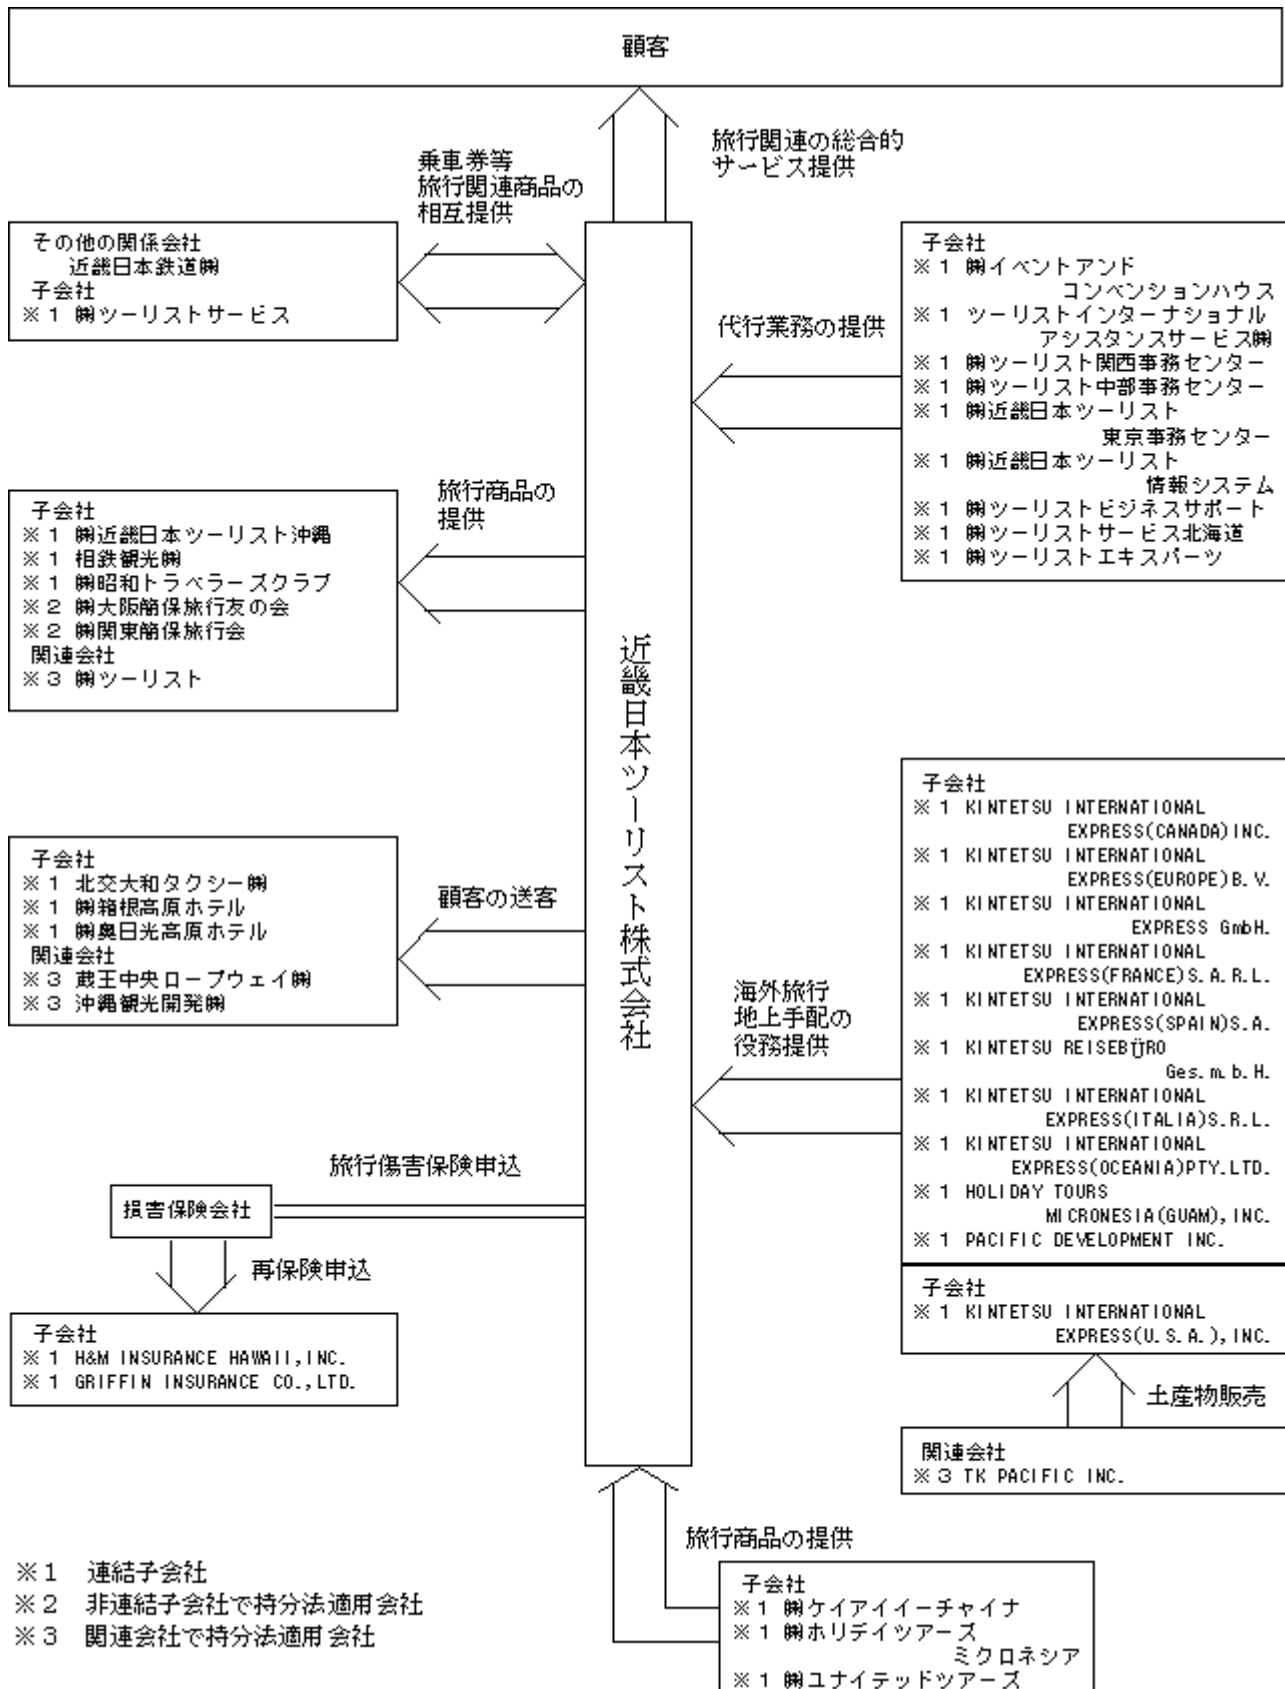 顧客
旅行関連の総合的
サービス提供
乗車券等
旅行関連商品の
相互提供
その他の関係会社
近畿日本鉄道㈱
子会社
※1 ㈱ツーリストサービス
子会社
※1 ㈱イベントアンド
コンベンションハウス
※1 ツーリストインターナショナル
アシスタンスサービス㈱
※1 ㈱ツーリスト関西事務センター
※1 ㈱ツーリスト中部事務センター
※1 ㈱近畿日本ツーリスト
東京事務センター
※1 ㈱近畿日本ツーリスト
情報システム
※1 ㈱ツーリストビジネスサポート
※1 ㈱ツーリストサービス北海道
※1 ㈱ツーリストエキスパーツ
代行業務の提供
旅行商品の
提供
子会社
※1 ㈱近畿日本ツーリスト沖縄
※1 相鉄観光㈱
※1 ㈱昭和トラベラーズクラブ
※2 ㈱大阪簡保旅行友の会
※2 ㈱関東簡保旅行会
関連会社
※3 ㈱ツーリスト
近畿日本ツーリスト株式会社
子会社
※1 北交大和タクシー㈱
※1 ㈱箱根高原ホテル
※1 ㈱奥日光高原ホテル
関連会社
※3 蔵王中央ロープウェイ㈱
※3 沖縄観光開発㈱
顧客の送客
海外旅行
地上手配の
役務提供
子会社
※1 KINTETSU INTERNATIONAL
EXPRESS(CANADA)INC.
※1 KINTETSU INTERNATIONAL
EXPRESS(EUROPE)B.V.
※1 KINTETSU INTERNATIONAL
EXPRESS GmbH.
※1 KINTETSU INTERNATIONAL
EXPRESS(FRANCE)S.A.R.L.
※1 KINTETSU INTERNATIONAL
EXPRESS(SPAIN)S.A.
※1 KINTETSU REISEBÜRO
Ges.m.b.H.
※1 KINTETSU INTERNATIONAL
EXPRESS(ITALIA)S.R.L.
※1 KINTETSU INTERNATIONAL
EXPRESS(OCEANIA)PTY.LTD.
※1 HOLIDAY TOURS
MICRONESIA(GUAM),INC.
※1 PACIFIC DEVELOPMENT INC.
旅行傷害保険申込
損害保険会社
再保険申込
子会社
※1 H&M INSURANCE HAWAII,INC.
※1 GRIFFIN INSURANCE CO.,LTD.
子会社
※1 KINTETSU INTERNATIONAL
EXPRESS(U.S.A.),INC.
土産物販売
関連会社
※3 TK PACIFIC INC.
旅行商品の提供
子会社
※1 ㈱ケイアイイーチャイナ
※1 ㈱ホリデイツアーズ
ミクロネシア
※1 ㈱ユナイテッドツアーズ
※1 連結子会社
※2 非連結子会社で持分法適用会社
※3 関連会社で持分法適用会社